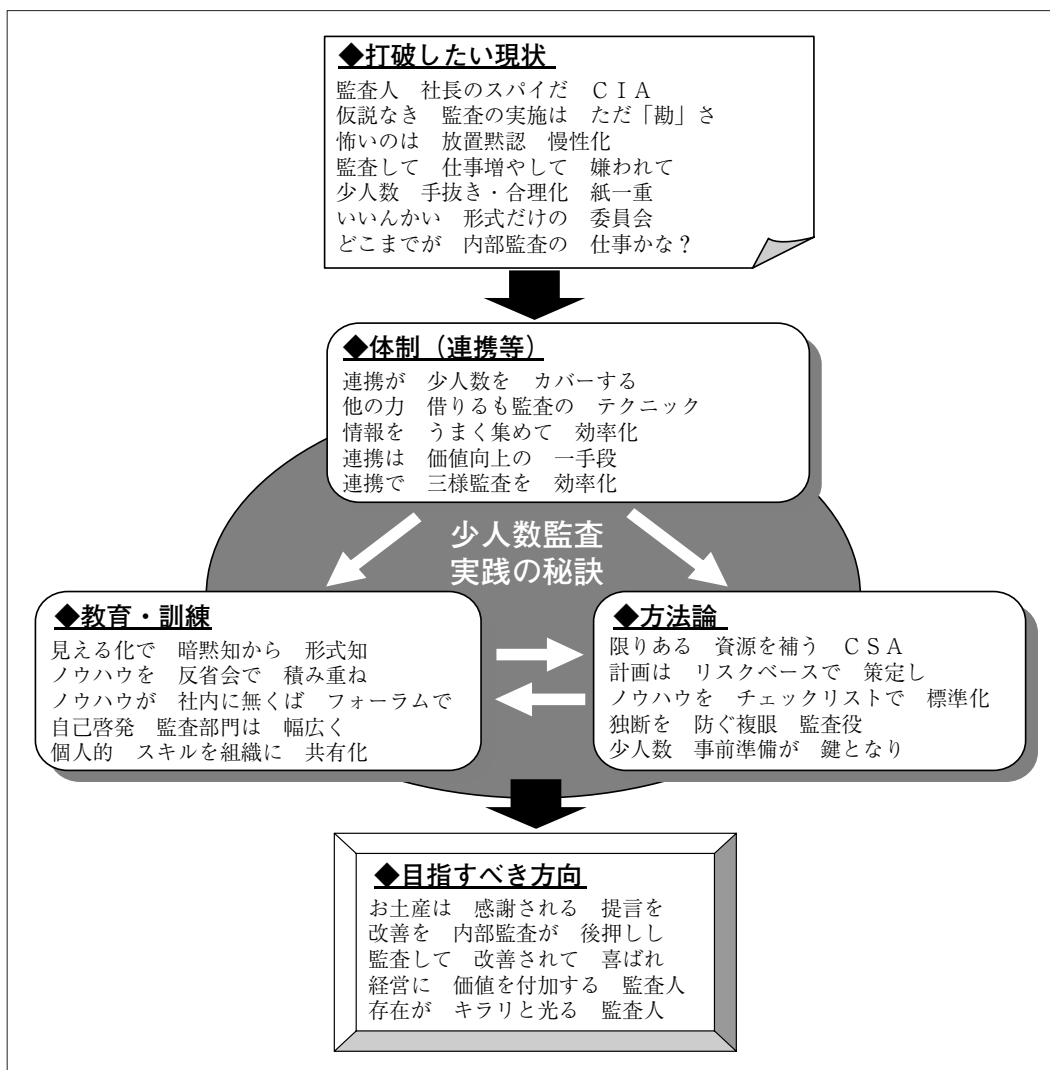 ◆打破したい現状
監査人　社長のスパイだ　ＣＩＡ
仮説なき　監査の実施は　ただ「勘」さ
怖いのは　放置黙認　慢性化
監査して　仕事増やして　嫌われて
少人数　手抜き・合理化　紙一重
いいんかい　形式だけの　委員会
どこまでが　内部監査の　仕事かな？
◆体制（連携等）
連携が　少人数を　カバーする
他の力　借りるも監査の　テクニック
情報を　うまく集めて　効率化
連携は　価値向上の　一手段
連携で　三様監査を　効率化
少人数監査
実践の秘訣
◆教育・訓練
見える化で　暗黙知から　形式知
ノウハウを　反省会で　積み重ね
ノウハウが　社内に無くば　フォーラムで
自己啓発　監査部門は　幅広く
個人的　スキルを組織に　共有化
◆方法論
限りある　資源を補う　ＣＳＡ
計画は　リスクベースで　策定し
ノウハウを　チェックリストで　標準化
独断を　防ぐ複眼　監査役
少人数　事前準備が　鍵となり
◆目指すべき方向
お土産は　感謝される　提言を
改善を　内部監査が　後押しし
監査して　改善されて　喜ばれ
経営に　価値を付加する　監査人
存在が　キラリと光る　監査人